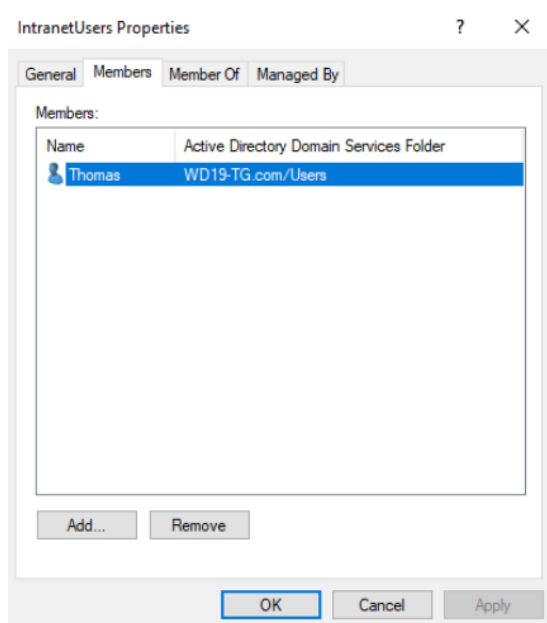 IntranetUsers Properties ? ×
General Members Member Of Managed By
Members:
Name Active Directory Domain Services Folder
Thomas WD19-TG.com/Users
Add... Remove
OK Cancel Apply